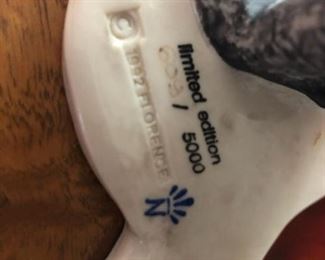 limited edition
/ 5000
© 1992 FLORENCE
N